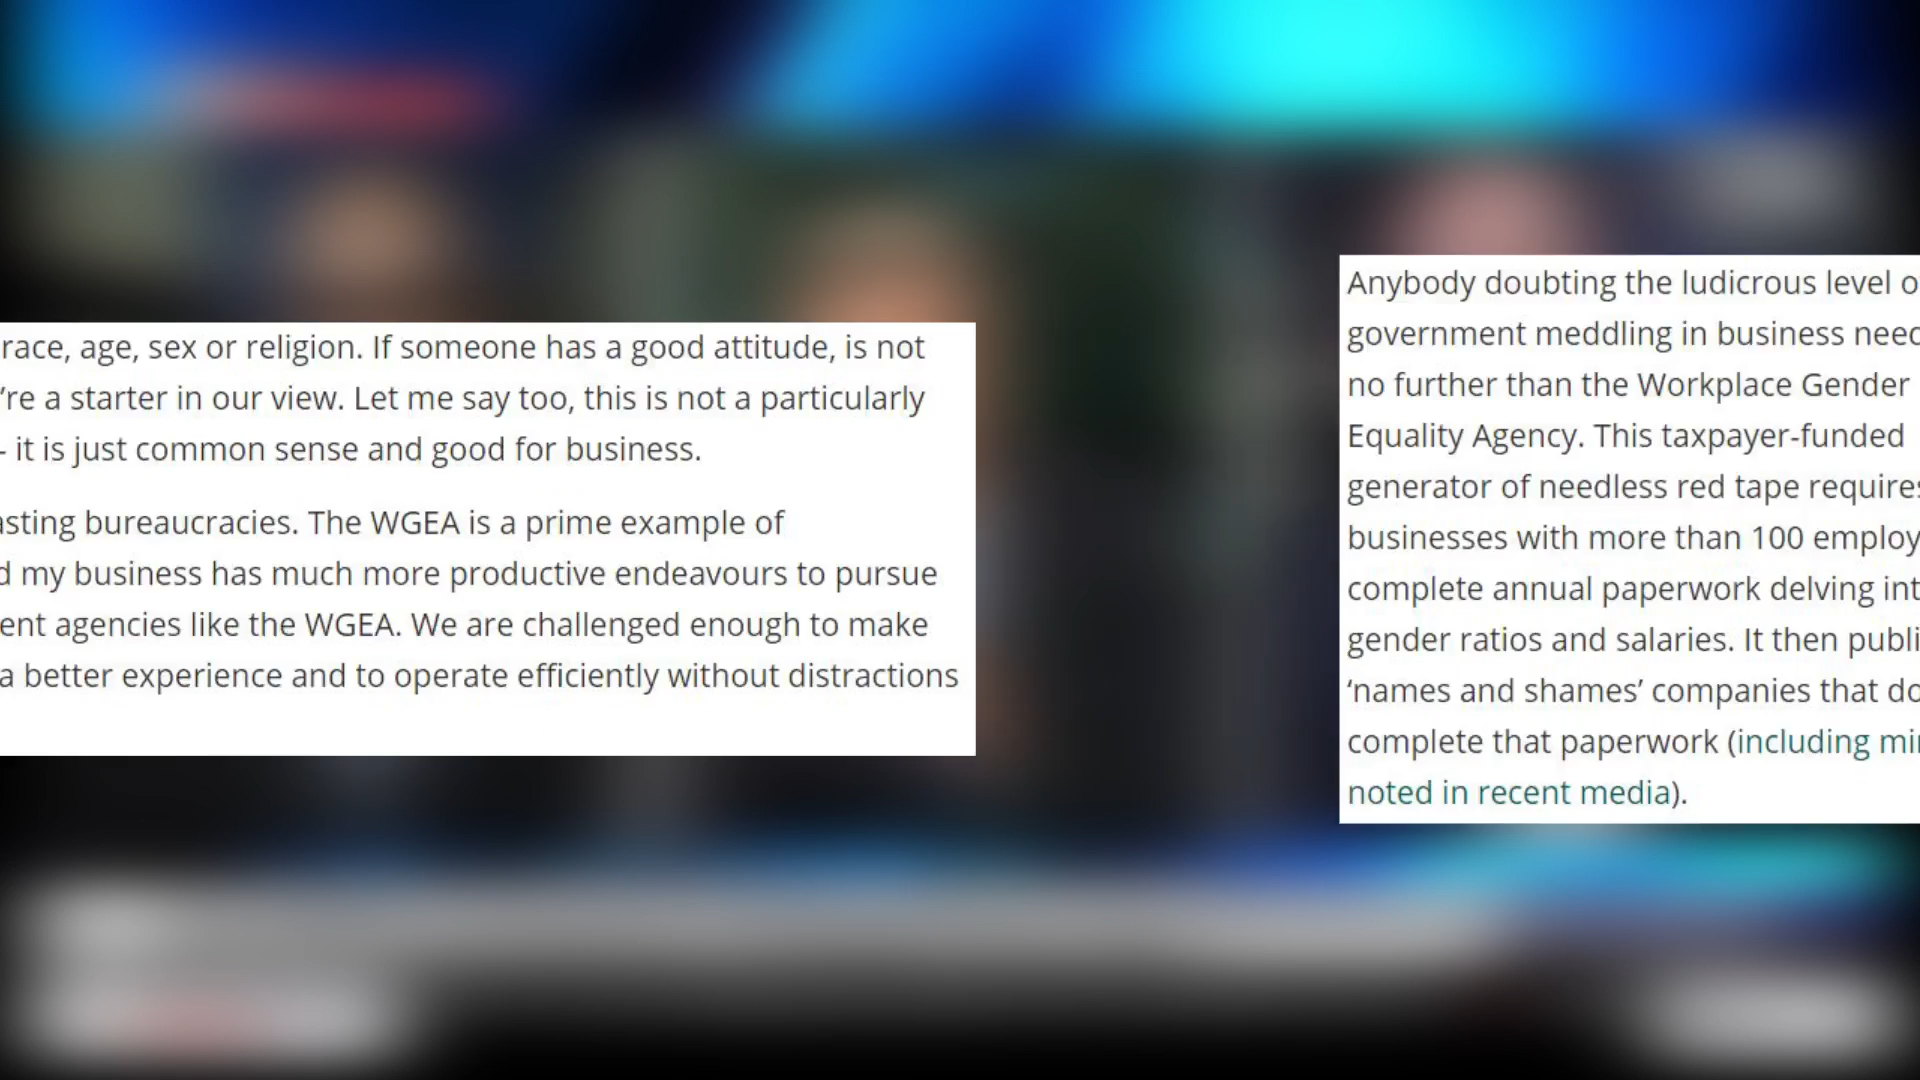 race, age, sex or religion. If someone has a good attitude, is not
're a starter in our view. Let me say too, this is not a particularly
- it is just common sense and good for business.
asting bureaucracies. The WGEA is a prime example of
d my business has much more productive endeavours to pursue
ent agencies like the WGEA. We are challenged enough to make
a better experience and to operate efficiently without distractions
Anybody doubting the ludicrous level o
government meddling in business need
no further than the Workplace Gender
Equality Agency. This taxpayer-funded
generator of needless red tape requires
businesses with more than 100 employ
complete annual paperwork delving int
gender ratios and salaries. It then publi
‘names and shames’ companies that do
complete that paperwork (including mi
noted in recent media).